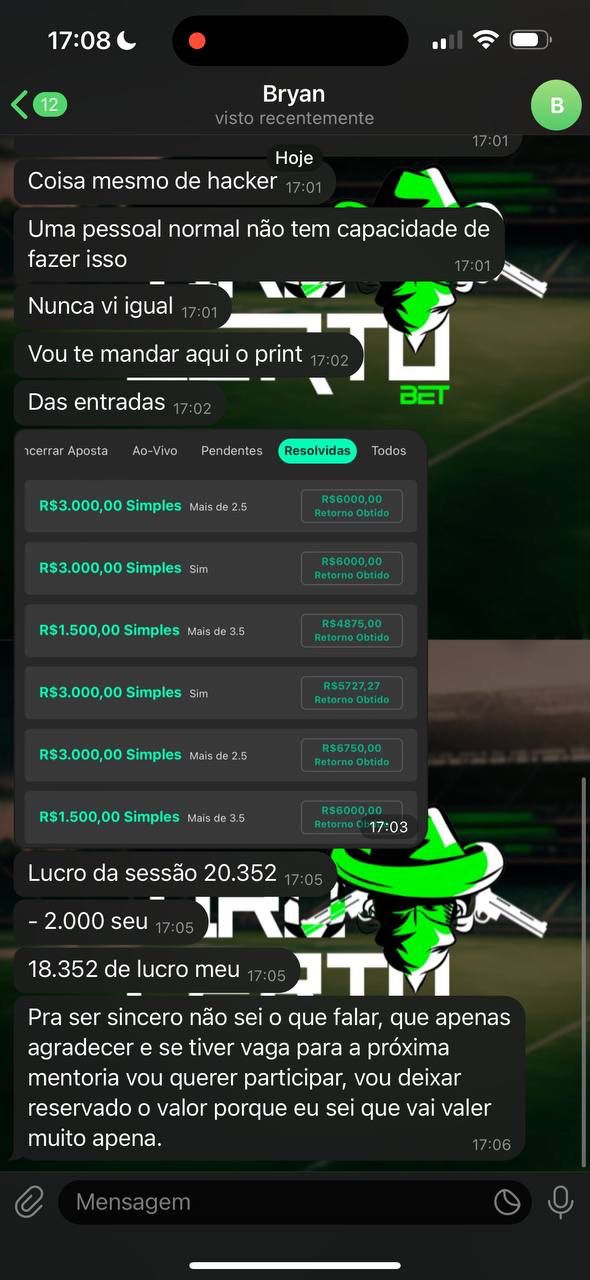 17:08
12
Bryan
visto recentemente
B
17:01
Hoje
Coisa mesmo de hacker 17:01
Uma pessoal normal não tem capacidade de
fazer isso 17:01
Nunca vi igual 17:01
Vou te mandar aqui o print 17:02
BET
Das entradas 17:02
ncerrar Aposta Ao-Vivo Pendentes Resolvidas Todos
R$3.000,00 Simples Mais de 2.5 R$6000,00
Retorno Obtido
R$3.000,00 Simples Sim R$6000,00
Retorno Obtido
R$1.500,00 Simples Mais de 3.5 R$4875,00
Retorno Obtido
R$3.000,00 Simples Sim R$5727,27
Retorno Obtido
R$3.000,00 Simples Mais de 2.5 R$6750,00
Retorno Obtido
R$1.500,00 Simples Mais de 3.5 R$6000,00
Retorno 17:03
Lucro da sessão 20.352 17:05
- 2.000 seu 17:05
18.352 de lucro meu 17:05
Pra ser sincero não sei o que falar, que apenas
agradecer e se tiver vaga para a próxima
mentoria vou querer participar, vou deixar
reservado o valor porque eu sei que vai valer
muito apena. 17:06
Mensagem